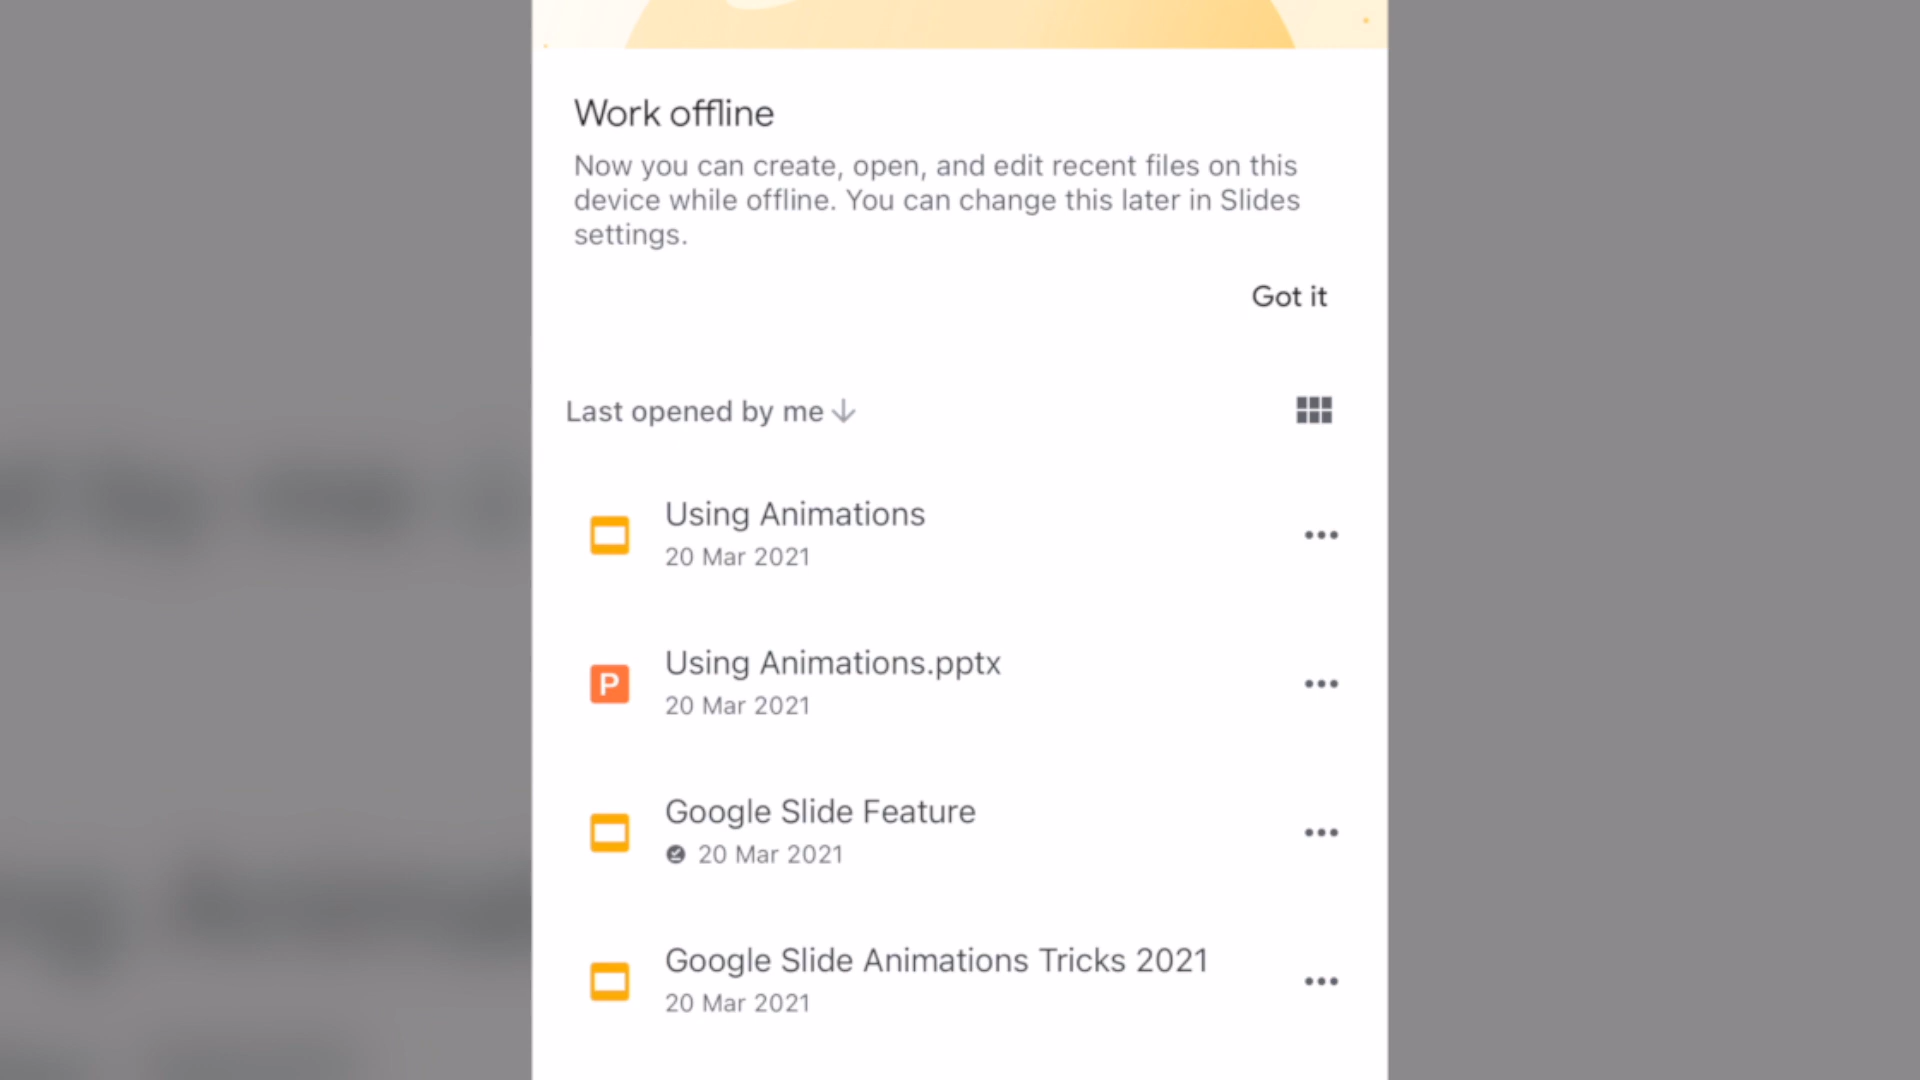 Work offline
Now you can create, open, and edit recent files on this
device while offline. You can change this later in Slides
settings.
Got it
Last opened by me
Using Animations
20 Mar 2021
P
Using Animations.pptx
20 Mar 2021
Google Slide Feature
20 Mar 2021
Google Slide Animations Tricks 2021
20 Mar 2021